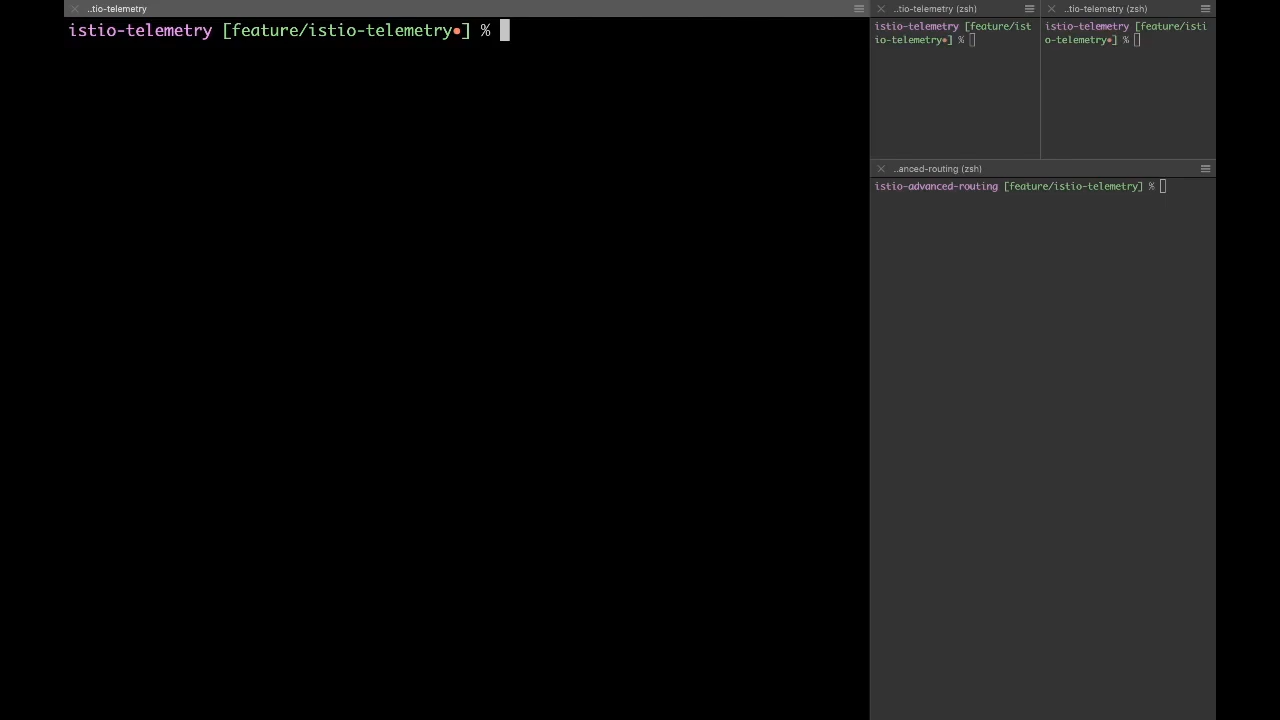 ..tio-telemetry
istio-telemetry [feature/istio-telemetry●] %
..tio-telemetry (zsh)
istio-telemetry [feature/ist
io-telemetry●] %
..tio-telemetry (zsh)
istio-telemetry [feature/isti
o-telemetry●] %
..anced-routing (zsh)
istio-advanced-routing [feature/istio-telemetry] %